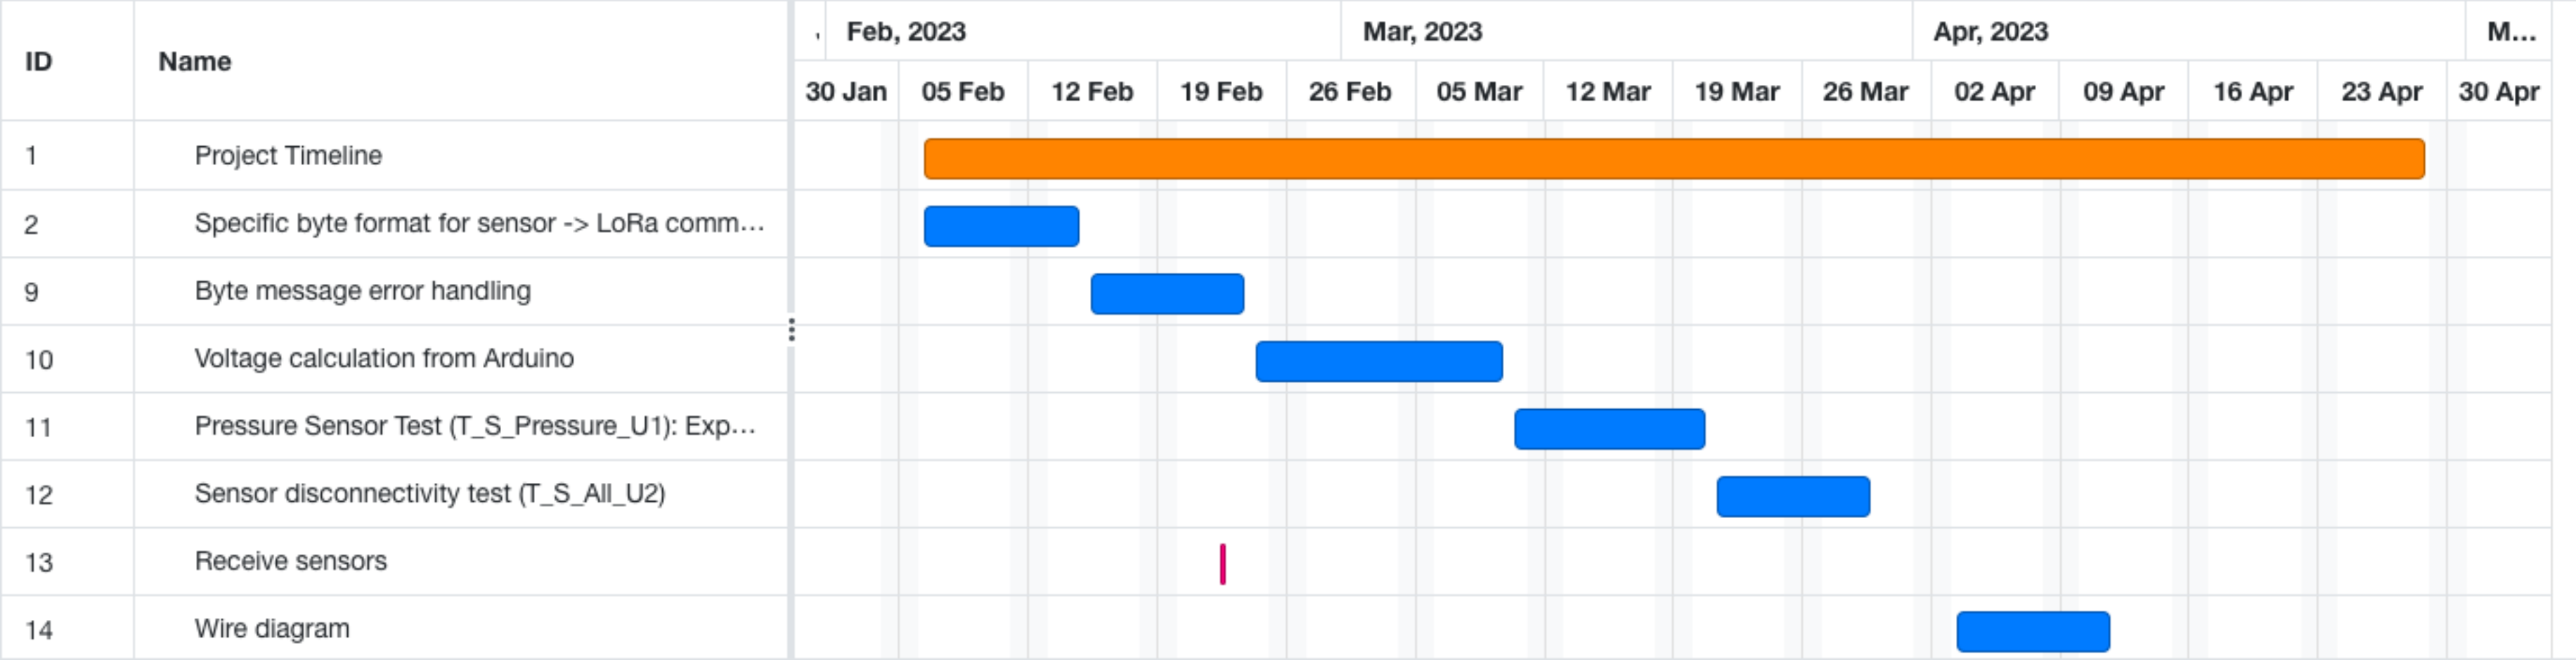 ID Name Feb, 2023 Mar, 2023 Apr, 2023 M...
30 Jan 05 Feb 12 Feb 19 Feb 26 Feb 05 Mar 12 Mar 19 Mar 26 Mar 02 Apr 09 Apr 16 Apr 23 Apr 30 Apr
1 Project Timeline
2 Specific byte format for sensor -> LoRa comm...
9 Byte message error handling
10 Voltage calculation from Arduino
11 Pressure Sensor Test (T_S_Pressure_U1): Exp...
12 Sensor disconnectivity test (T_S_All_U2)
13 Receive sensors
14 Wire diagram